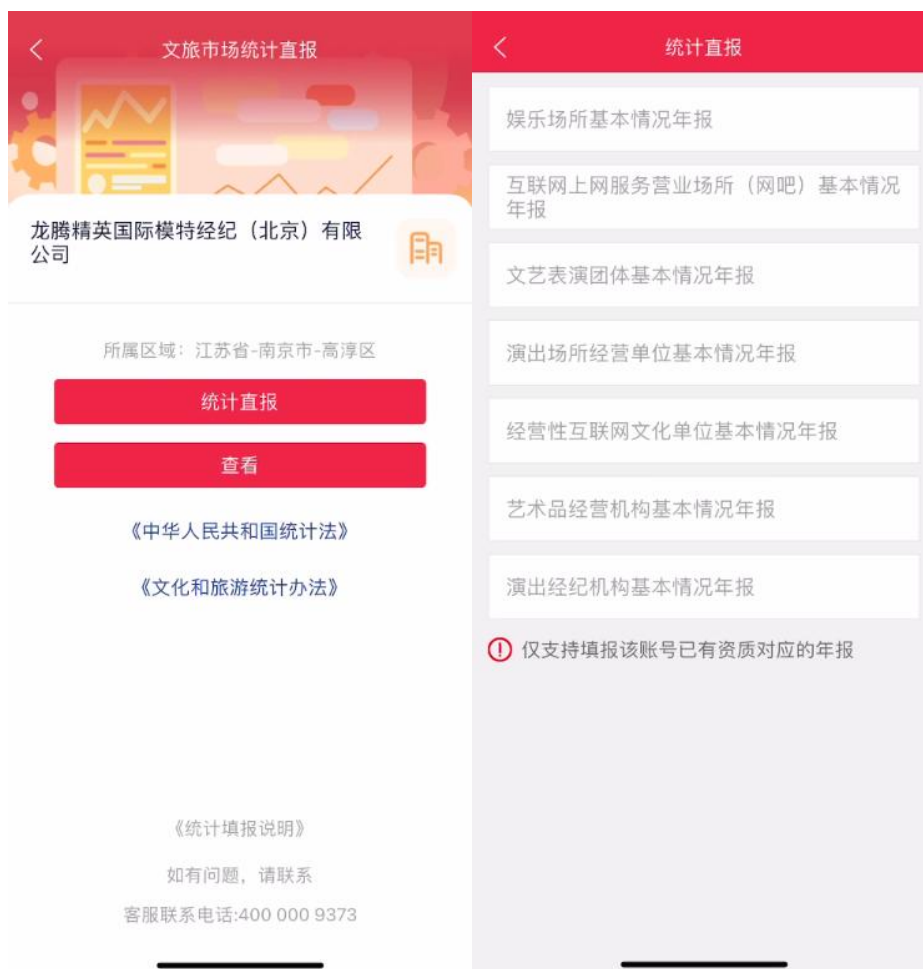 文旅市场统计直报
龙腾精英国际模特经纪（北京）有限
公司
所属区域：江苏省-南京市-高淳区
统计直报
查看
《中华人民共和国统计法》
《文化和旅游统计办法》
《统计填报说明》
如有问题，请联系
客服联系电话:400 000 9373
统计直报
娱乐场所基本情况年报
互联网上网服务营业场所（网吧）基本情况
年报
文艺表演团体基本情况年报
演出场所经营单位基本情况年报
经营性互联网文化单位基本情况年报
艺术品经营机构基本情况年报
演出经纪机构基本情况年报
仅支持填报该账号已有资质对应的年报